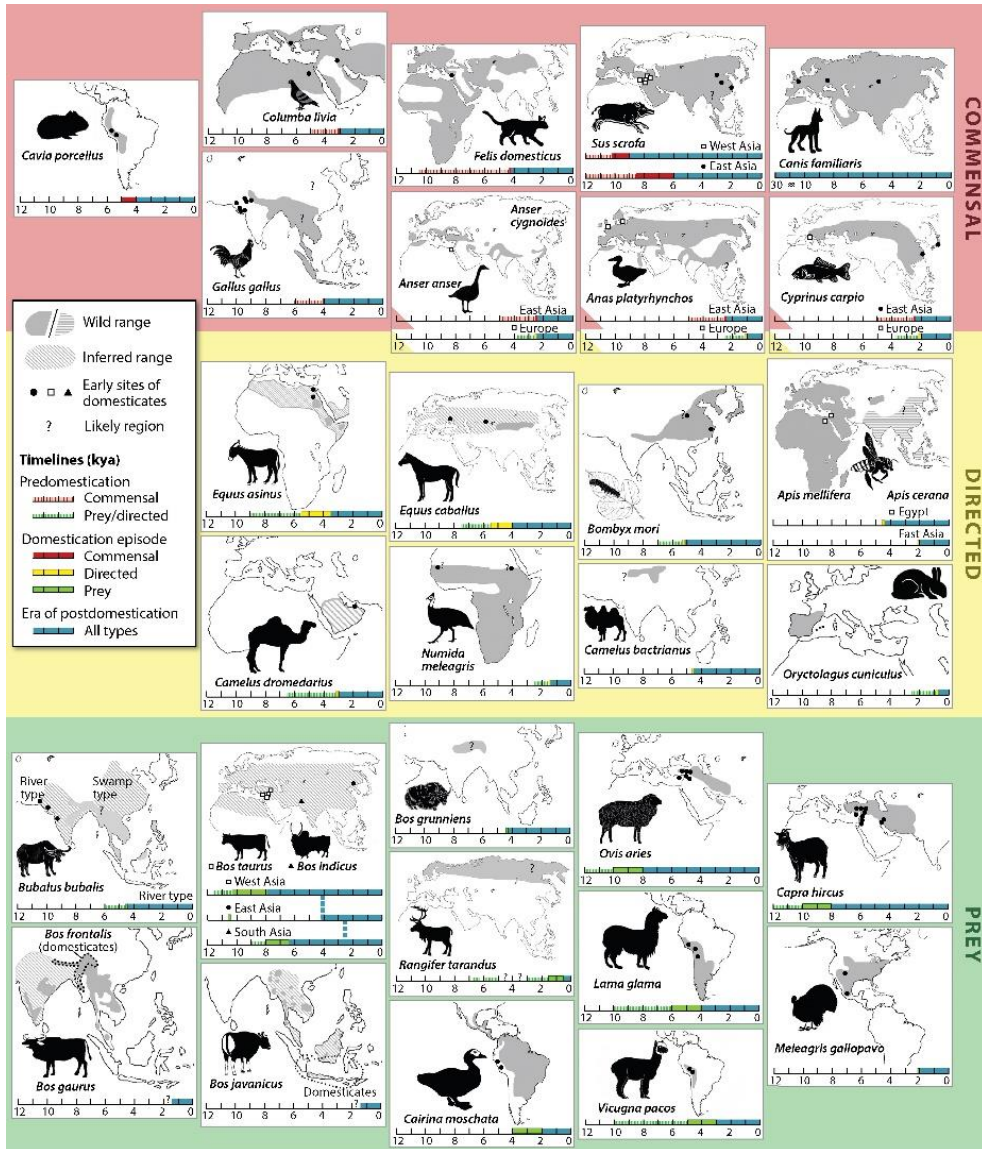 COMMENSAL
Cavia porcellus
12 10 8 6 4 2 0
Columba livia
12 10 8 6 4 2 0
Felis domesticus
12 10 8 6 4 2 0
Sus scrofa
West Asia
East Asia
12 10 8 6 4 2 0
Canis familiaris
30 10 8 6 4 2 0
?
?
Gallus gallus
12 10 8 6 4 2 0
Anser cygnoides
Anser anser
East Asia
Europe
12 10 8 6 4 2 0
Anas platyrhynchos
East Asia
Europe
12 10 8 6 4 2 0
Cyprinus carpio
East Asia
Europe
12 10 8 6 4 2 0
Wild range
Inferred range
Early sites of
domesticates
? Likely region
Timelines (kya)
Predomestication
Commensal
Prey/directed
Domestication episode
Commensal
Directed
Prey
Era of postdomestication
All types
DIRECTED
Equus asinus
12 10 8 6 4 2 0
Equus caballus
12 10 8 6 4 2 0
?
Bombyx mori
12 10 8 6 4 2 0
?
Apis mellifera
Apis cerana
Egypt
East Asia
12 10 8 6 4 2 0
Camelus dromedarius
12 10 8 6 4 2 0
? ?
Numida
meleagris
12 10 8 6 4 2 0
?
Camelus bactrianus
12 10 8 6 4 2 0
Oryctolagus cuniculus
12 10 8 6 4 2 0
PREY
River
type
Swamp
type
?
Bubalus bubalis
River type
12 10 8 6 4 2 0
Bos taurus
Bos indicus
West Asia
East Asia
South Asia
12 10 8 6 4 2 0
?
Bos grunniens
12 10 8 6 4 2 0
Ovis aries
12 10 8 6 4 2 0
Capra hircus
12 10 8 6 4 2 0
Bos frontalis
(domesticates)
Bos gaurus
?
12 10 8 6 4 2 0
Bos javanicus
Domesticates
?
12 10 8 6 4 2 0
?
Rangifer tarandus
? ?
12 10 8 6 4 2 0
Lama glama
12 10 8 6 4 2 0
Meleagris gallopavo
12 10 8 6 4 2 0
Cairina moschata
12 10 8 6 4 2 0
Vicugna pacos
12 10 8 6 4 2 0